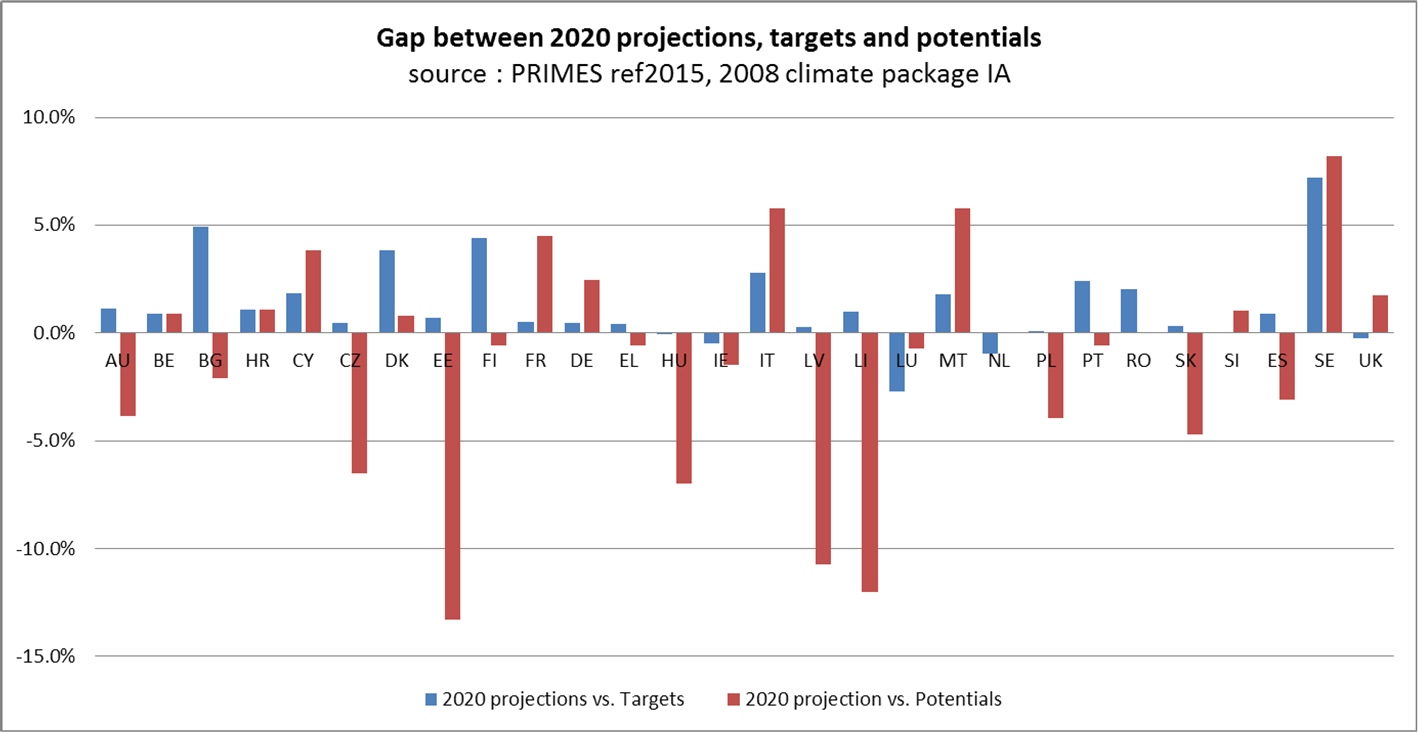 Gap between 2020 projections, targets and potentials
source : PRIMES ref2015, 2008 climate package IA
10.0%
5.0%
0.0%
AU BE BG HR CY CZ DK EE FI FR DE EL HU IE IT LV LI LU MT NL PL PT RO SK SI ES SE UK
-5.0%
-10.0%
-15.0%
2020 projections vs. Targets 2020 projection vs. Potentials